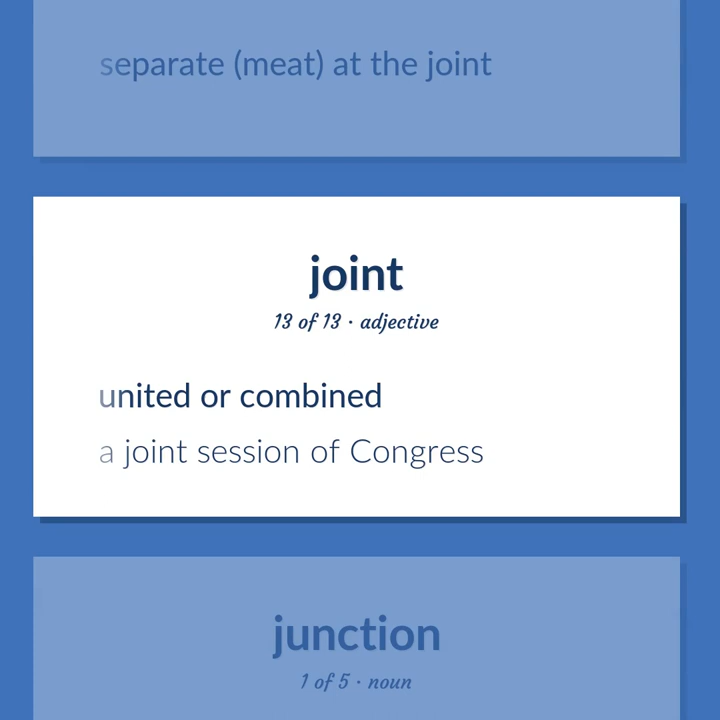 separate (meat) at the joint
joint
13 of 13 · adjective
united or combined
a joint session of Congress
junction
1 of 5 · noun